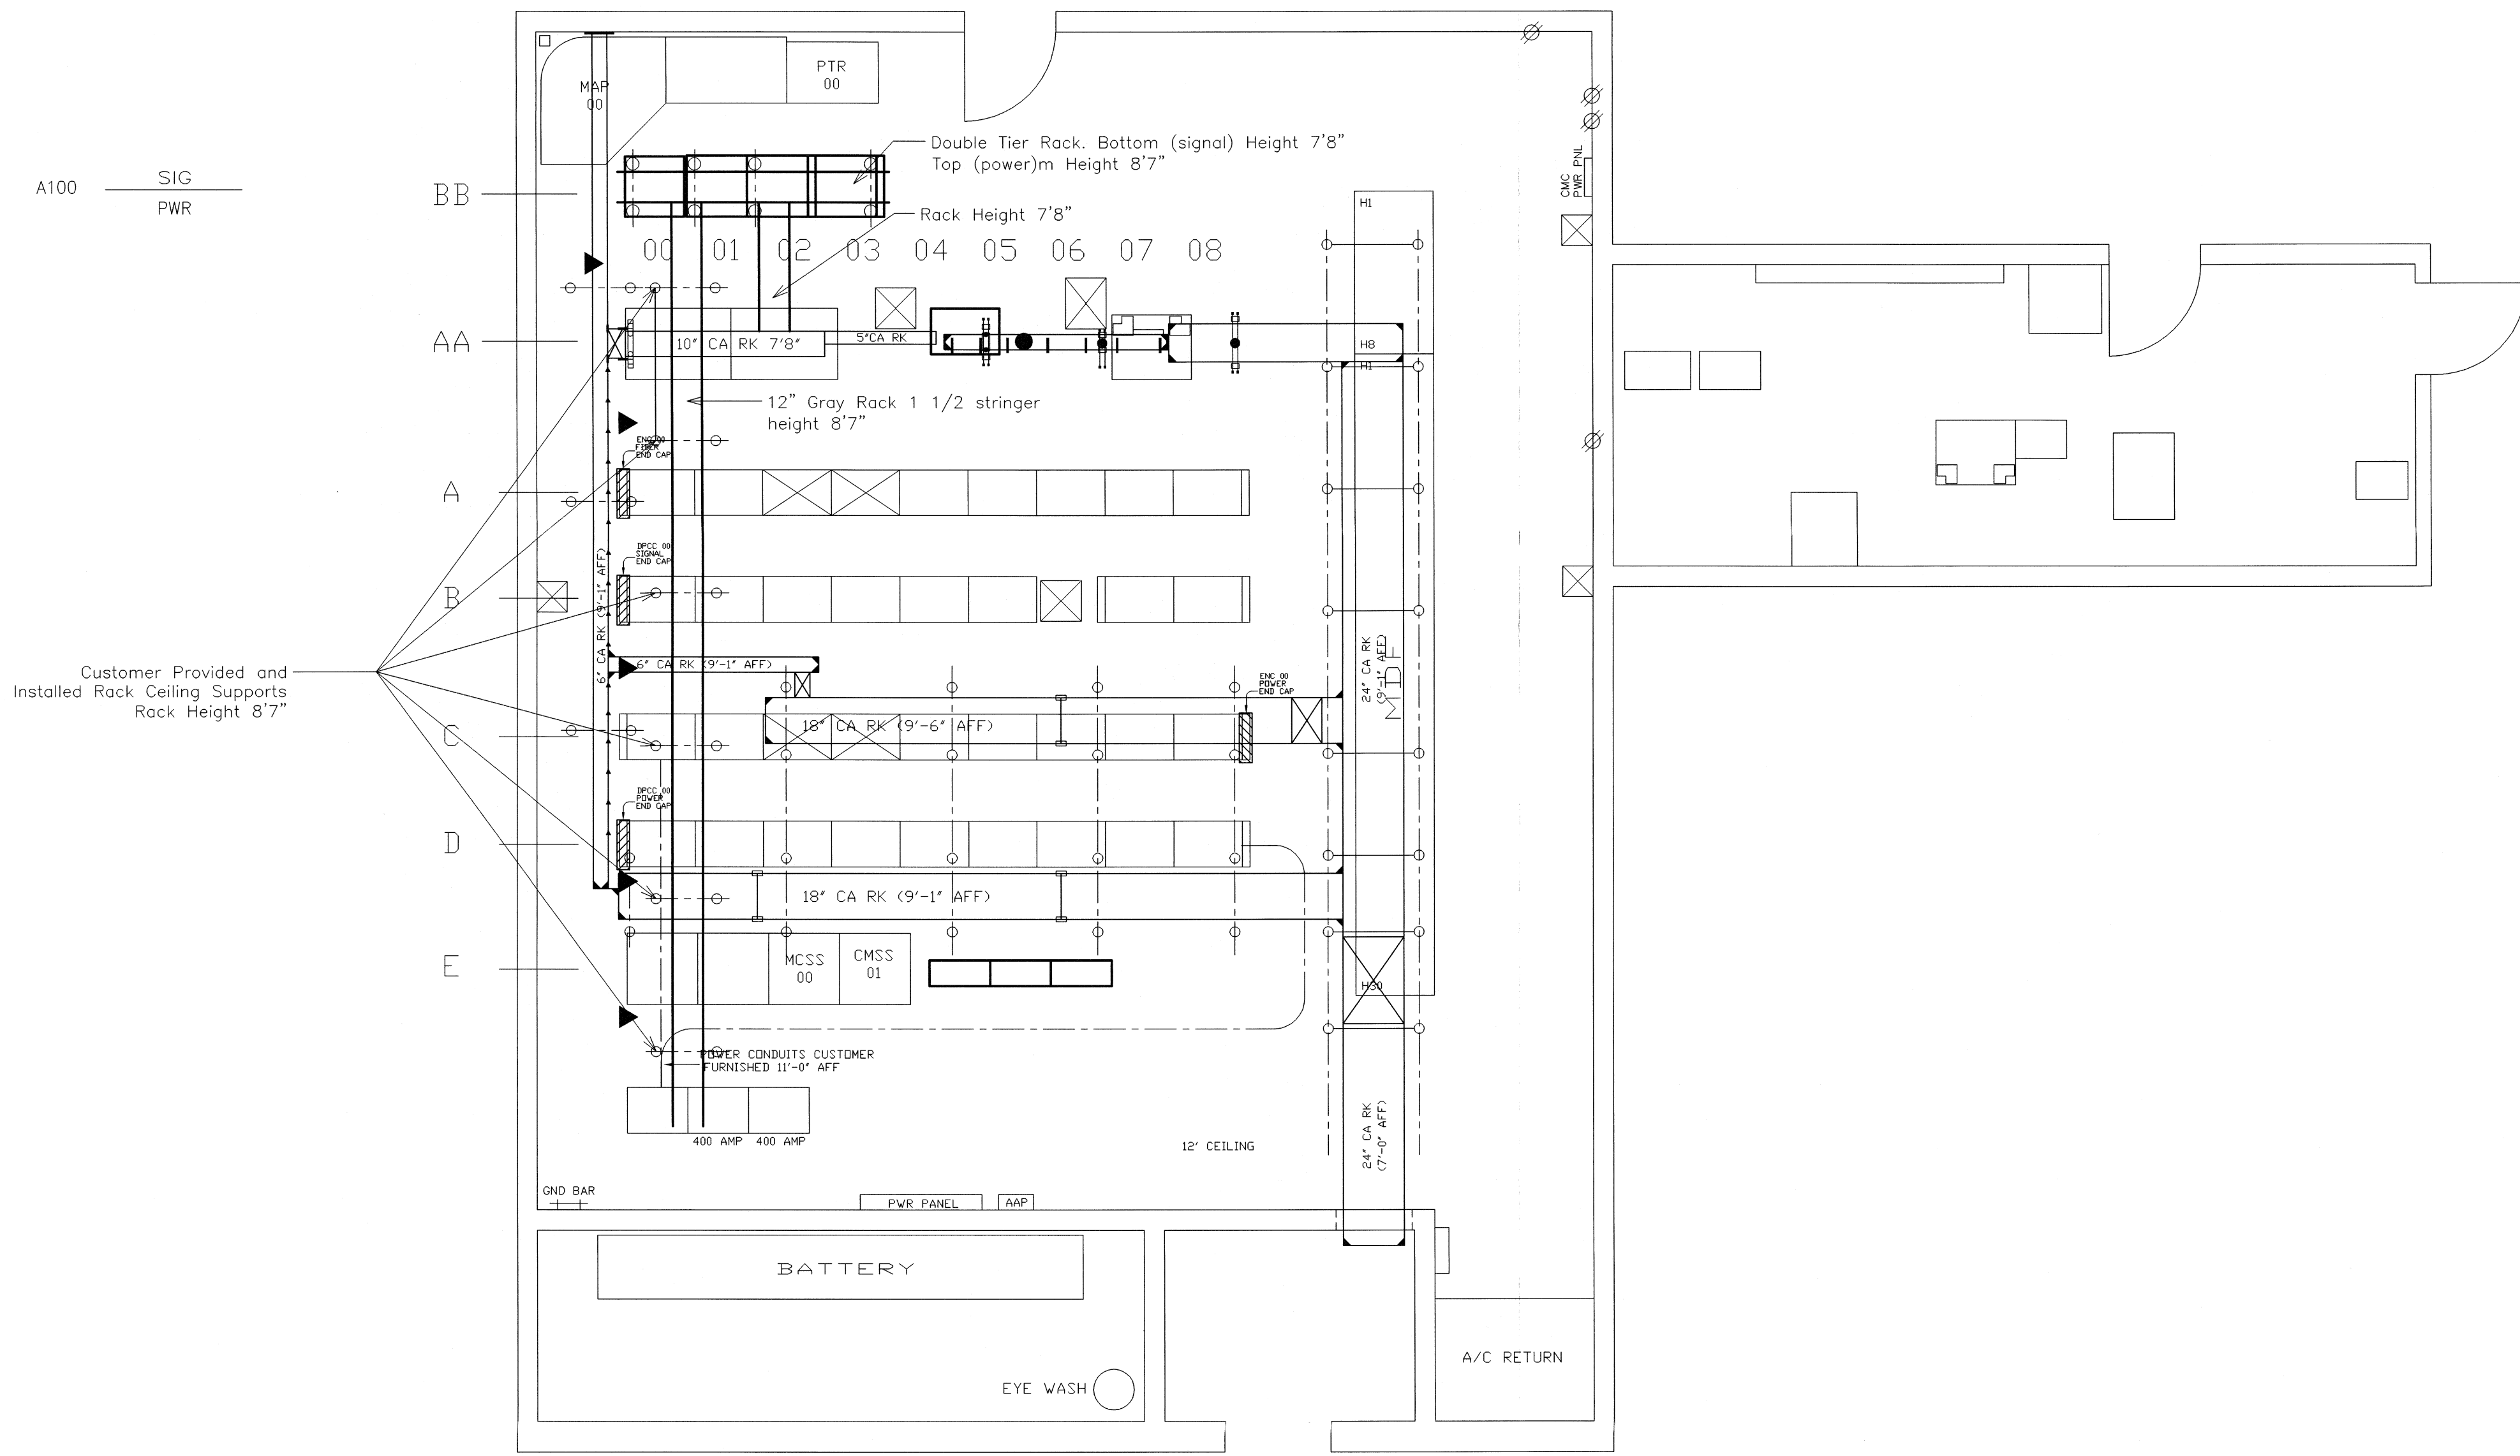 PTR
00
MAP
00
Double Tier Rack. Bottom (signal) Height 7'8"
Top (power)m Height 8'7"
A100
SIG
PWR
BB
CMC
PWR PNL
H1
Rack Height 7'8"
00 01 02 03 04 05 06 07 08
AA
10" CA RK 7'8"
5"CA RK
H8
H1
12" Gray Rack 1 1/2 stringer
height 8'7"
ENC 00
FIBER
END CAP
A
DPCC 00
SIGNAL
END CAP
B
6" CA RK (9'-1" AFF)
6" CA RK (9'-1" AFF)
24" CA RK
(9'-1" AFF)
MDF
Customer Provided and
Installed Rack Ceiling Supports
Rack Height 8'7"
ENC 00
POWER
END CAP
C
18" CA RK (9'-6" AFF)
DPCC 00
POWER
END CAP
D
18" CA RK (9'-1" AFF)
E
MCSS
00
CMSS
01
H30
POWER CONDUITS CUSTOMER
FURNISHED 11'-0" AFF
400 AMP 400 AMP
12' CEILING
24" CA RK
(7'-0" AFF)
GND BAR
PWR PANEL
AAP
BATTERY
A/C RETURN
EYE WASH